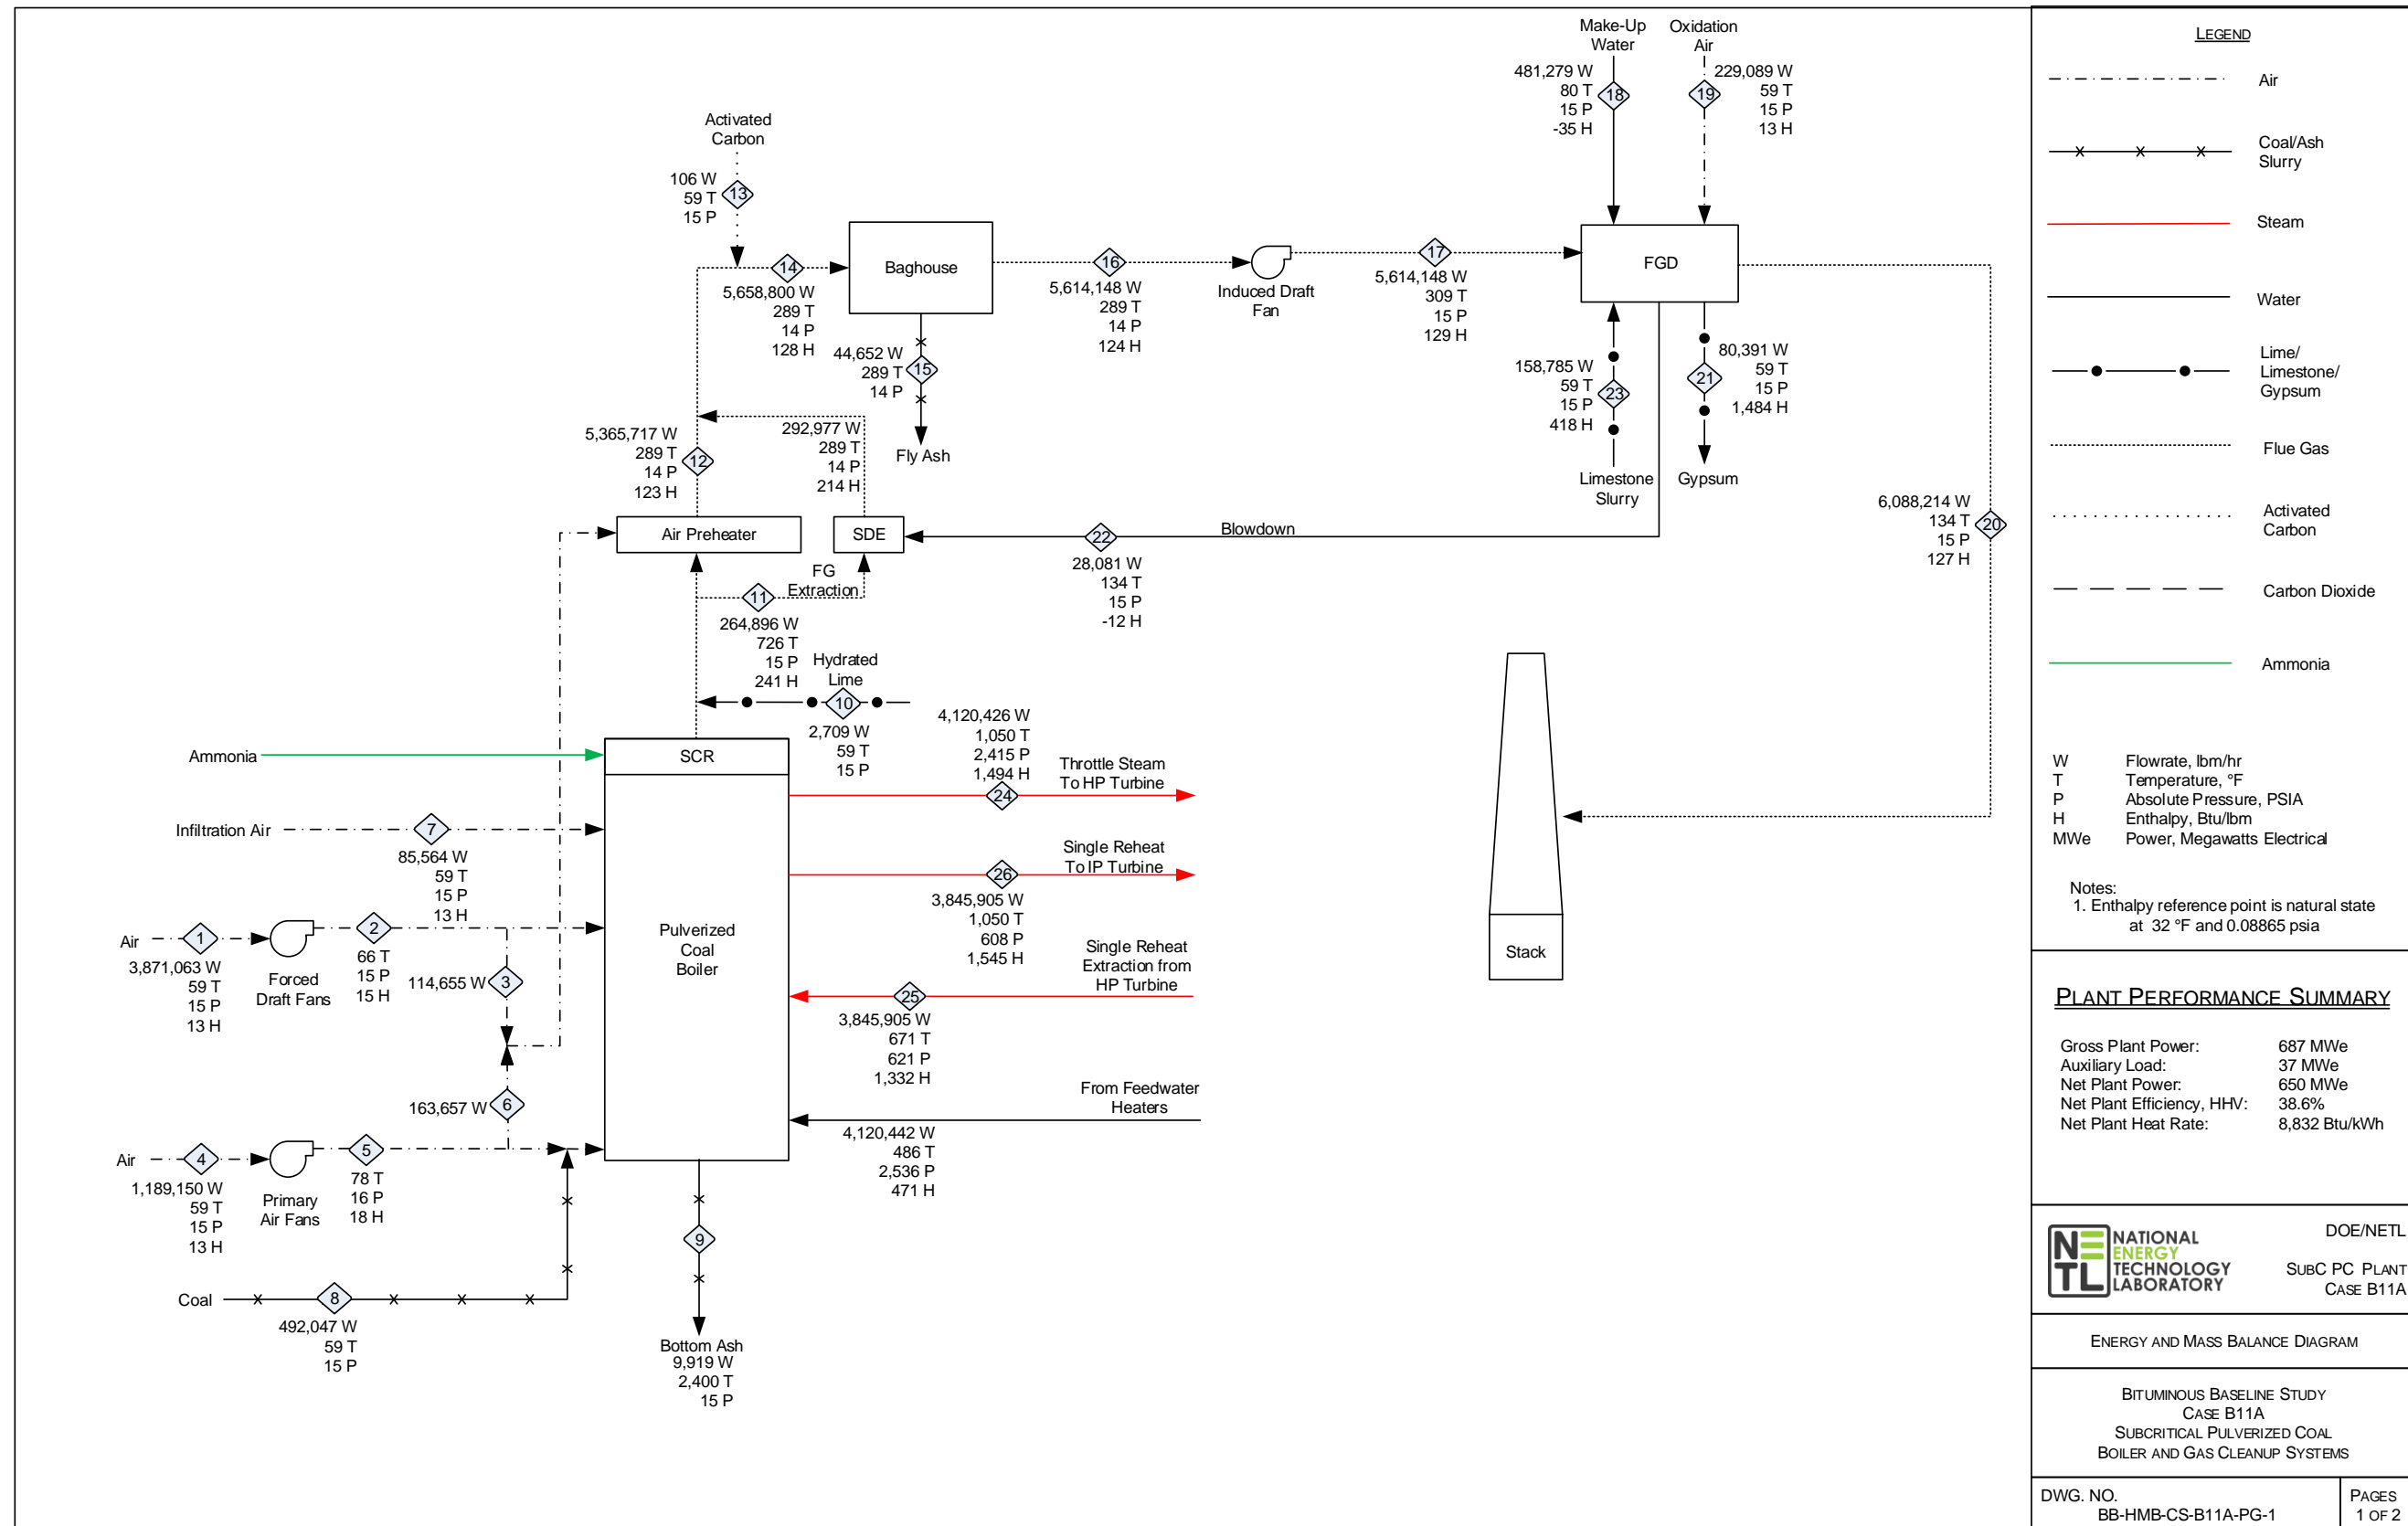 Make-Up
Water
481,279 W
80 T
15 P
-35 H
18
Oxidation
Air
229,089 W
59 T
15 P
13 H
19
Activated
Carbon
106 W
59 T
15 P
13
14
5,658,800 W
289 T
14 P
128 H
Baghouse
16
5,614,148 W
289 T
14 P
124 H
Induced Draft
Fan
17
5,614,148 W
309 T
15 P
129 H
FGD
44,652 W
289 T
14 P
15
Fly Ash
158,785 W
59 T
15 P
418 H
23
Limestone
Slurry
80,391 W
59 T
15 P
1,484 H
21
Gypsum
5,365,717 W
289 T
14 P
123 H
12
292,977 W
289 T
14 P
214 H
Air Preheater
SDE
22
Blowdown
28,081 W
134 T
15 P
-12 H
6,088,214 W
134 T
15 P
127 H
20
FG
Extraction
11
264,896 W
726 T
15 P
241 H
Hydrated
Lime
10
2,709 W
59 T
15 P
Ammonia
SCR
4,120,426 W
1,050 T
2,415 P
1,494 H
24
Throttle Steam
To HP Turbine
Infiltration Air
7
85,564 W
59 T
15 P
13 H
Single Reheat
To IP Turbine
26
3,845,905 W
1,050 T
608 P
1,545 H
Air
1
3,871,063 W
59 T
15 P
13 H
Forced
Draft Fans
2
66 T
15 P
15 H
114,655 W
3
Pulverized
Coal
Boiler
Single Reheat
Extraction from
HP Turbine
25
3,845,905 W
671 T
621 P
1,332 H
Stack
163,657 W
6
From Feedwater
Heaters
4,120,442 W
486 T
2,536 P
471 H
Air
4
1,189,150 W
59 T
15 P
13 H
Primary
Air Fans
5
78 T
16 P
18 H
9
Coal
8
492,047 W
59 T
15 P
Bottom Ash
9,919 W
2,400 T
15 P
LEGEND
Air
Coal/Ash
Slurry
Steam
Water
Lime/
Limestone/
Gypsum
Flue Gas
Activated
Carbon
Carbon Dioxide
Ammonia
W Flowrate, lbm/hr
T Temperature, °F
P Absolute Pressure, PSIA
H Enthalpy, Btu/lbm
MWe Power, Megawatts Electrical
Notes:
1. Enthalpy reference point is natural state
at 32 °F and 0.08865 psia
PLANT PERFORMANCE SUMMARY
Gross Plant Power: 687 MWe
Auxiliary Load: 37 MWe
Net Plant Power: 650 MWe
Net Plant Efficiency, HHV: 38.6%
Net Plant Heat Rate: 8,832 Btu/kWh
NETL
NATIONAL
ENERGY
TECHNOLOGY
LABORATORY
DOE/NETL
SUBC PC PLANT
CASE B11A
ENERGY AND MASS BALANCE DIAGRAM
BITUMINOUS BASELINE STUDY
CASE B11A
SUBCRITICAL PULVERIZED COAL
BOILER AND GAS CLEANUP SYSTEMS
DWG. NO.
BB-HMB-CS-B11A-PG-1
PAGES
1 OF 2